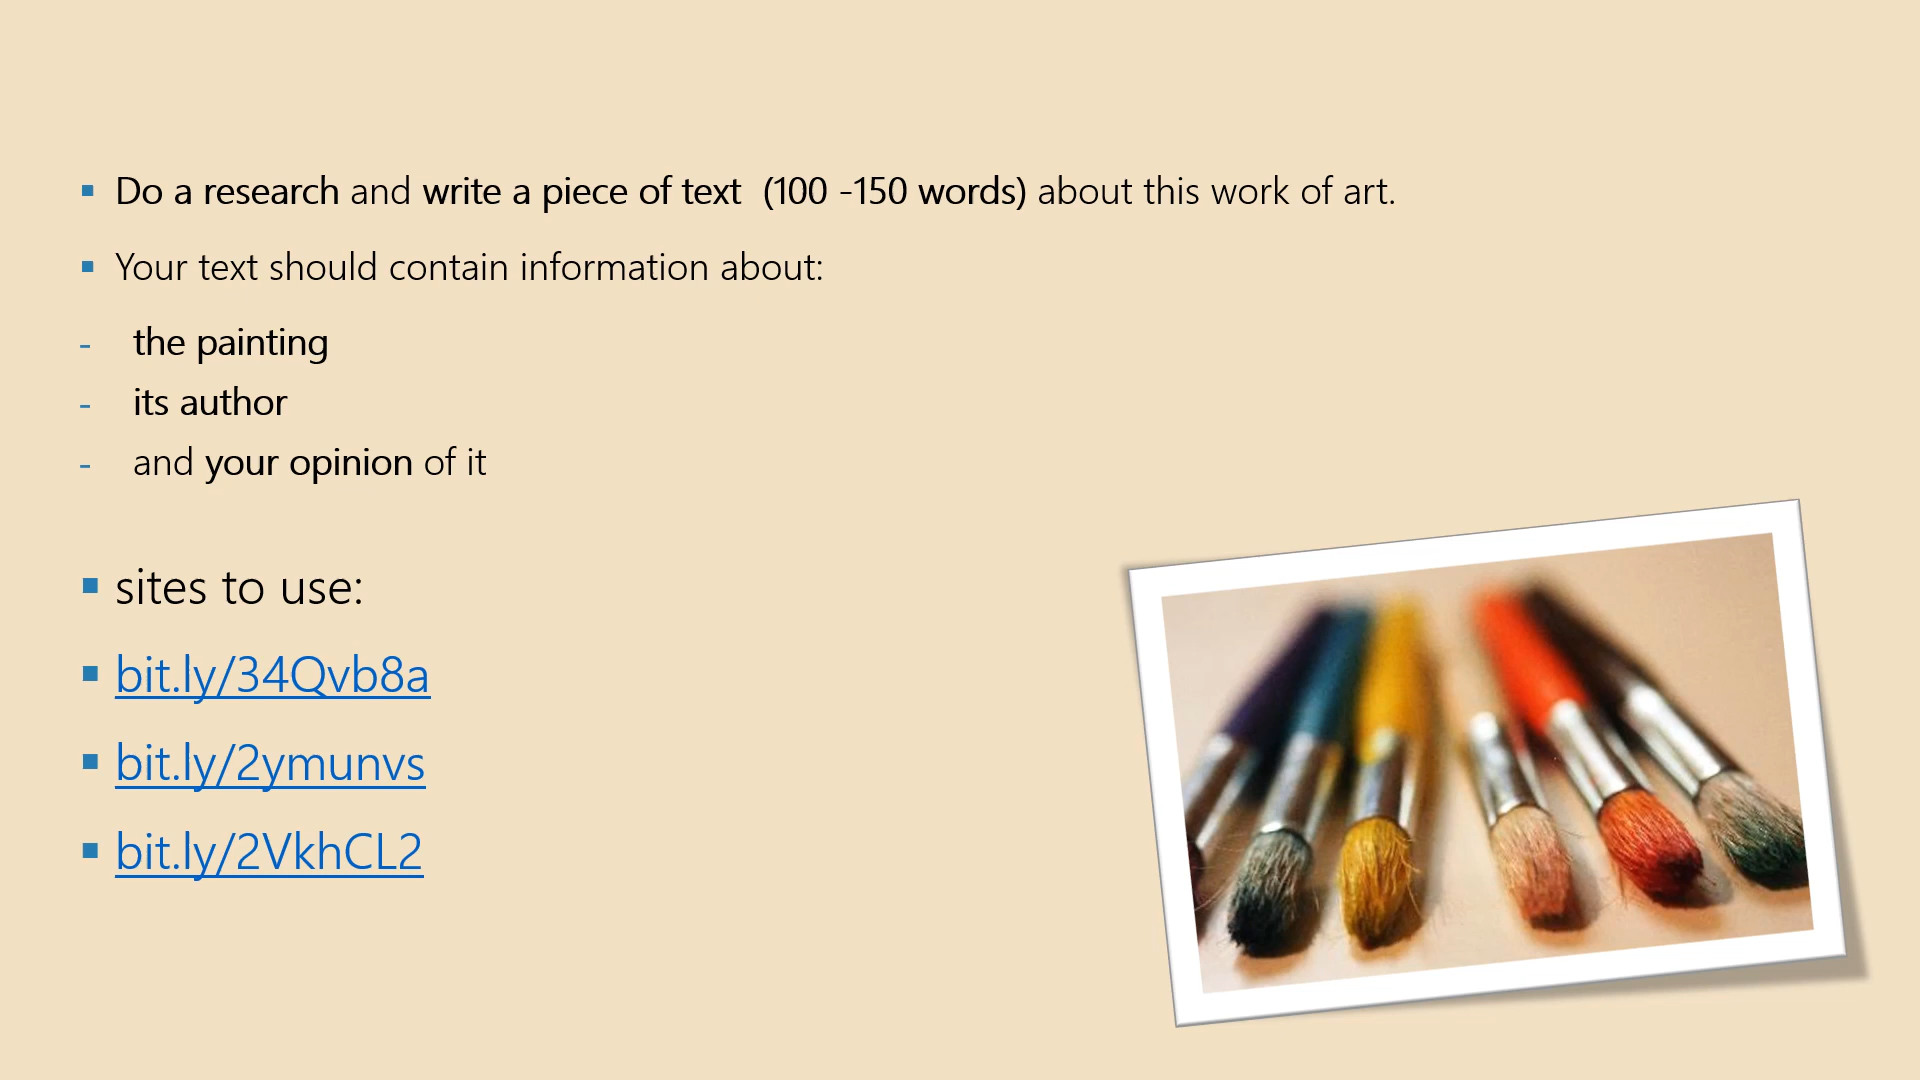 Do a research and write a piece of text (100 -150 words) about this work of art.
Your text should contain information about:
- the painting
- its author
- and your opinion of it
sites to use:
bit.ly/34Qvb8a
bit.ly/2ymunvs
bit.ly/2VkhCL2